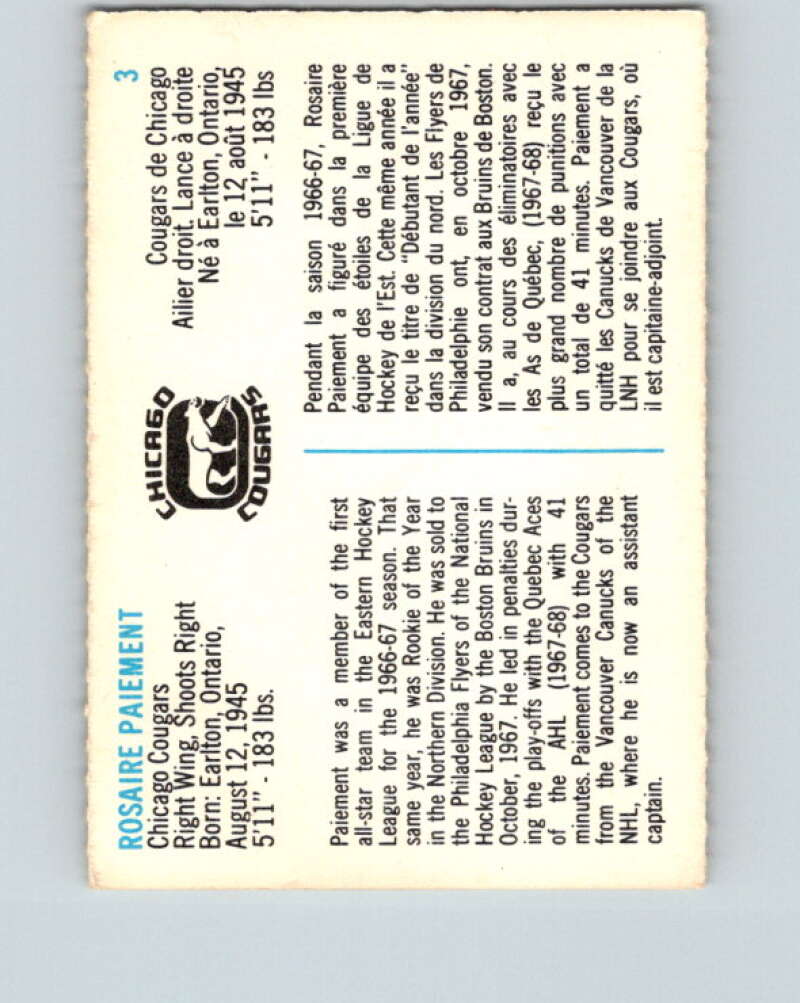 ROSAIRE PAIEMENT
Chicago Cougars
Right Wing, Shoots Right
Born: Earlton, Ontario,
August 12, 1945
5'11" - 183 lbs.
CHICAGO
COUGARS
3
Cougars de Chicago
Ailier droit. Lance à droite
Né à Earlton, Ontario,
le 12 août 1945
5'11" - 183 lbs
Paiement was a member of the first
all-star team in the Eastern Hockey
League for the 1966-67 season. That
same year, he was Rookie of the Year
in the Northern Division. He was sold to
the Philadelphia Flyers of the National
Hockey League by the Boston Bruins in
October, 1967. He led in penalties dur-
ing the play-offs with the Quebec Aces
of the AHL (1967-68) with 41
minutes. Paiement comes to the Cougars
from the Vancouver Canucks of the
NHL, where he is now an assistant
captain.
Pendant la saison 1966-67, Rosaire
Paiement a figuré dans la première
équipe des étoiles de la Ligue de
Hockey de l'Est. Cette même année il a
reçu le titre de "Débutant de l'année"
dans la division du nord. Les Flyers de
Philadelphie ont, en octobre 1967,
vendu son contrat aux Bruins de Boston.
Il a, au cours des éliminatoires avec
les As de Québec, (1967-68) reçu le
plus grand nombre de punitions avec
un total de 41 minutes. Paiement a
quitté les Canucks de Vancouver de la
LNH pour se joindre aux Cougars, où
il est capitaine-adjoint.